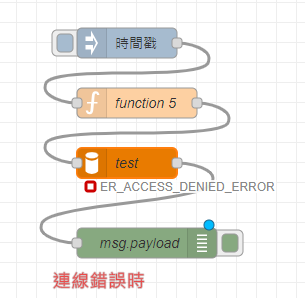 時間戳
function 5
test
ER_ACCESS_DENIED_ERROR
msg.payload
連線錯誤時